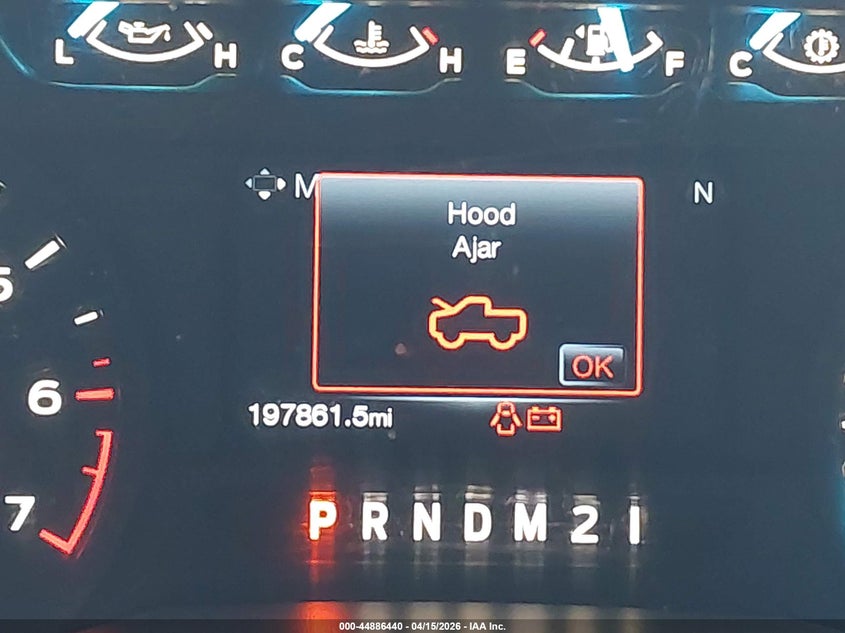 L H C H E F C
M N
Hood
Ajar
OK
5
6
197861.5mi
7
P R N D M 2 1
000-44886440 - 04/15/2026 - IAA Inc.